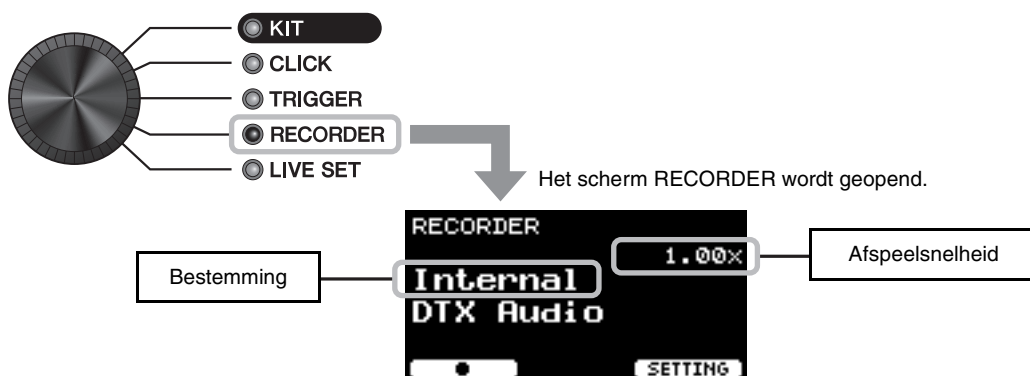 KIT
CLICK
TRIGGER
RECORDER
LIVE SET
Het scherm RECORDER wordt geopend.
RECORDER
1.00x
Internal
DTX Audio
SETTING
Bestemming
Afspeelsnelheid